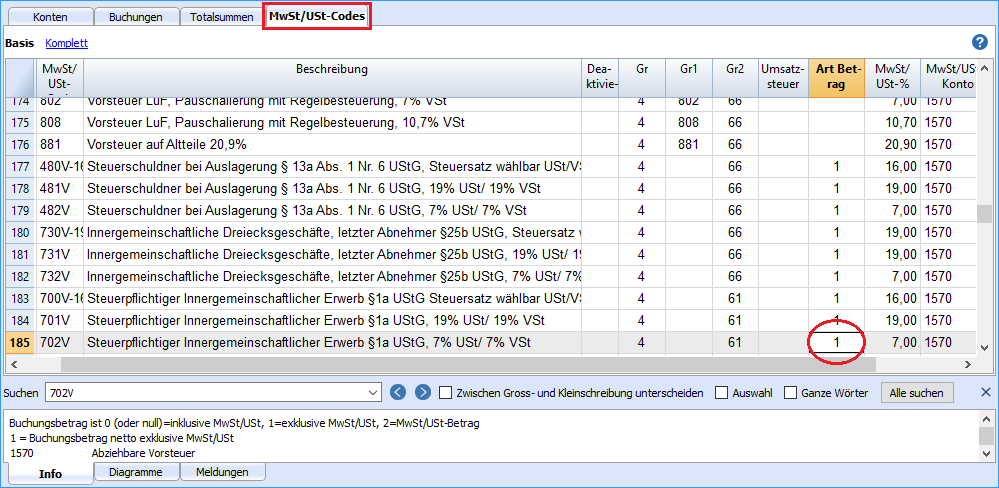 Konten Buchungen Totalsummen MwSt/USt-Codes
Basis Komplett ?
MwSt/ Beschreibung Dea- Gr Gr1 Gr2 Umsatz- Art Bet- MwSt/ MwSt/US
USt- ktivie- steuer rag USt-% Konto
174 802 Vorsteuer LuF, Pauschalierung mit Regelbesteuerung, 7% VSt 4 802 66 7,00 1570
175 808 Vorsteuer LuF, Pauschalierung mit Regelbesteuerung, 10,7% VSt 4 808 66 10,70 1570
176 881 Vorsteuer auf Altteile 20,9% 4 881 66 20,90 1570
177 480V-16 Steuerschuldner bei Auslagerung § 13a Abs. 1 Nr. 6 UStG, Steuersatz wählbar USt/VS 4 66 1 16,00 1570
178 481V Steuerschuldner bei Auslagerung § 13a Abs. 1 Nr. 6 UStG, 19% USt/ 19% VSt 4 66 1 19,00 1570
179 482V Steuerschuldner bei Auslagerung § 13a Abs. 1 Nr. 6 UStG, 7% USt/ 7% VSt 4 66 1 7,00 1570
180 730V-19 Innergemeinschaftliche Dreiecksgeschäfte, letzter Abnehmer §25b UStG, Steuersatz w 4 66 1 19,00 1570
181 731V Innergemeinschaftliche Dreiecksgeschäfte, letzter Abnehmer §25b UStG, 19% USt/ 19 4 66 1 19,00 1570
182 732V Innergemeinschaftliche Dreiecksgeschäfte, letzter Abnehmer §25b UStG, 7% USt/ 7% 4 66 1 7,00 1570
183 700V-16 Steuerpflichtiger Innergemeinschaftlicher Erwerb §1a UStG Steuersatz wählbar USt/VS 4 61 1 16,00 1570
184 701V Steuerpflichtiger Innergemeinschaftlicher Erwerb §1a UStG, 19% USt/ 19% VSt 4 61 1 19,00 1570
185 702V Steuerpflichtiger Innergemeinschaftlicher Erwerb §1a UStG, 7% USt/ 7% VSt 4 61 1 7,00 1570
Suchen 702V Zwischen Gross- und Kleinschreibung unterscheiden Auswahl Ganze Wörter Alle suchen
Buchungsbetrag ist 0 (oder null)=inklusive MwSt/USt, 1=exklusive MwSt/USt, 2=MwSt/USt-Betrag
1 = Buchungsbetrag netto exklusive MwSt/USt
1570 Abziehbare Vorsteuer
Info Diagramme Meldungen